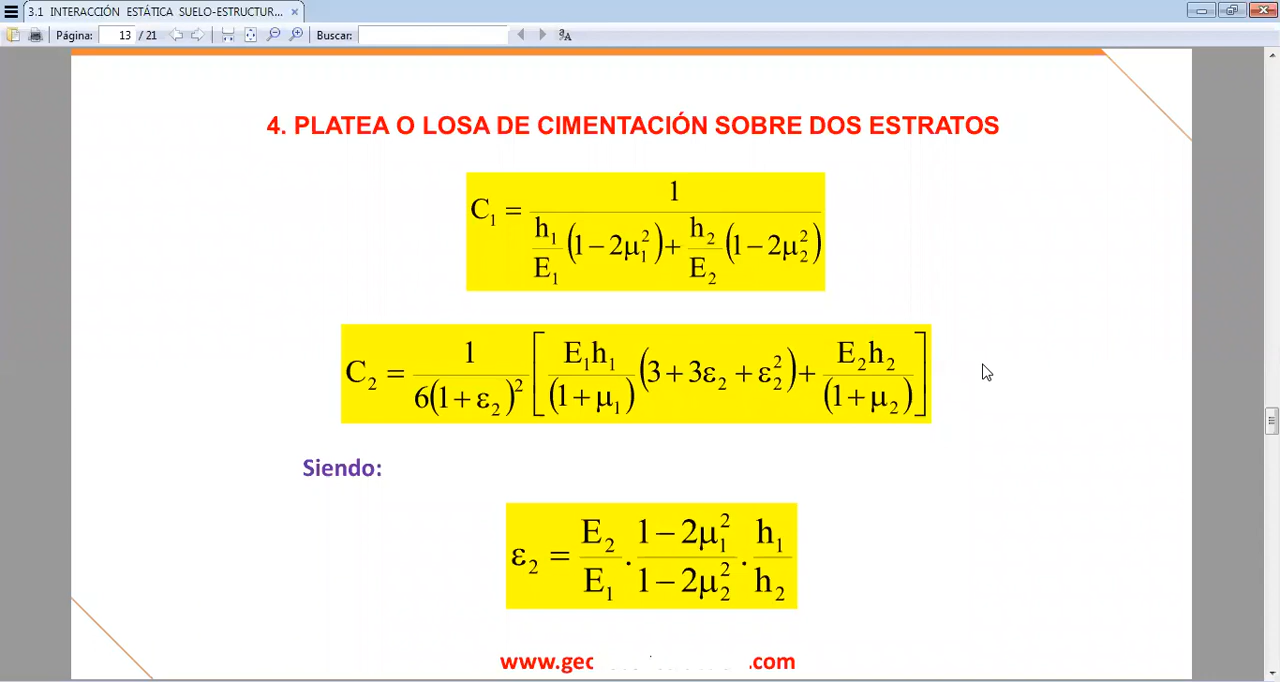 3.1 INTERACCIÓN ESTÁTICA SUELO-ESTRUCTUR...
Página: 13 / 21 Buscar:
4. PLATEA O LOSA DE CIMENTACIÓN SOBRE DOS ESTRATOS
C₁ = 1 / (h₁/E₁ (1 − 2μ₁²) + h₂/E₂ (1 − 2μ₂²))
C₂ = 1 / (6(1 + ε₂)²) [E₁h₁/(1 + μ₁) (3 + 3ε₂ + ε₂²) + E₂h₂/(1 + μ₂)]
Siendo:
ε₂ = E₂/E₁ . (1 − 2μ₁²)/(1 − 2μ₂²) . h₁/h₂
www.geo .com